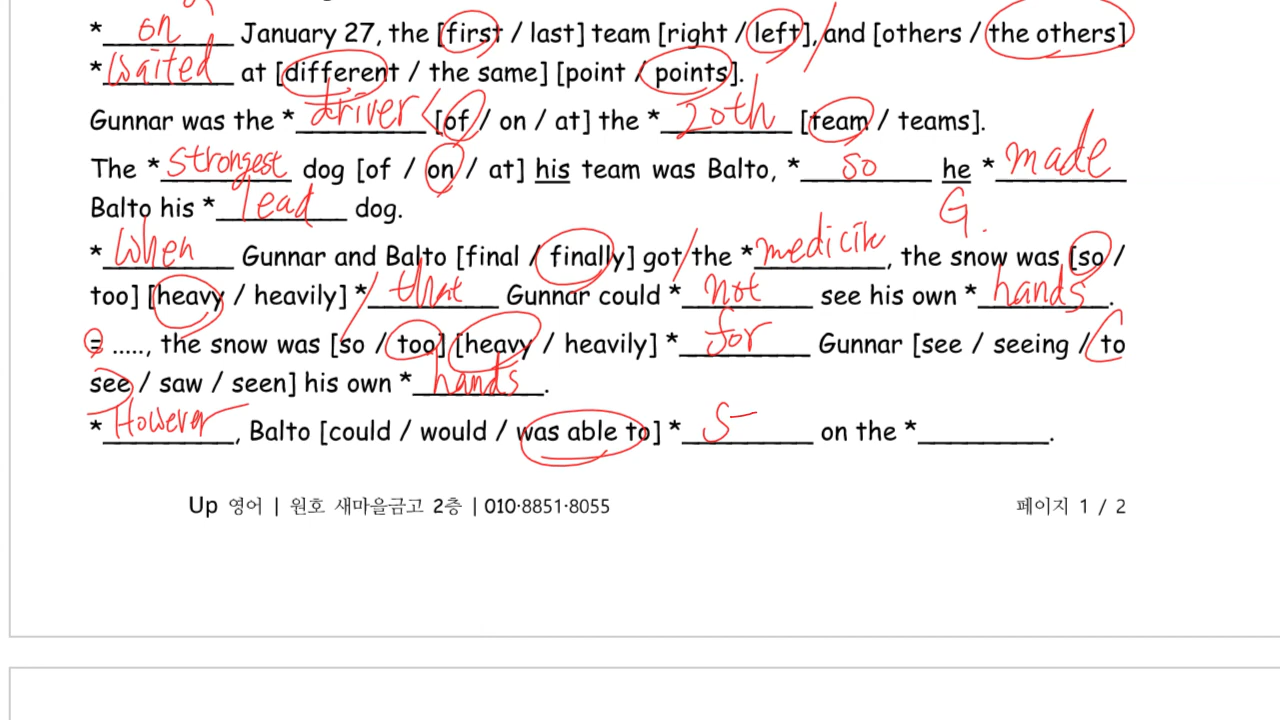 * on January 27, the [first / last] team [right / left], and [others / the others]
* waited at [different / the same] [point / points].
Gunnar was the * driver [of / on / at] the * 20th [team / teams].
The * strongest dog [of / on / at] his team was Balto, * so he * made
G.
Balto his * lead dog.
* When Gunnar and Balto [final / finally] got the * medicine, the snow was [so /
too] [heavy / heavily] * that Gunnar could * not see his own * hands.
= ....., the snow was [so / too] [heavy / heavily] * for Gunnar [see / seeing / to
see / saw / seen] his own * hands.
* However, Balto [could / would / was able to] * on the * .
Up 영어 | 원호 새마을금고 2층 | 010·8851·8055 페이지 1 / 2